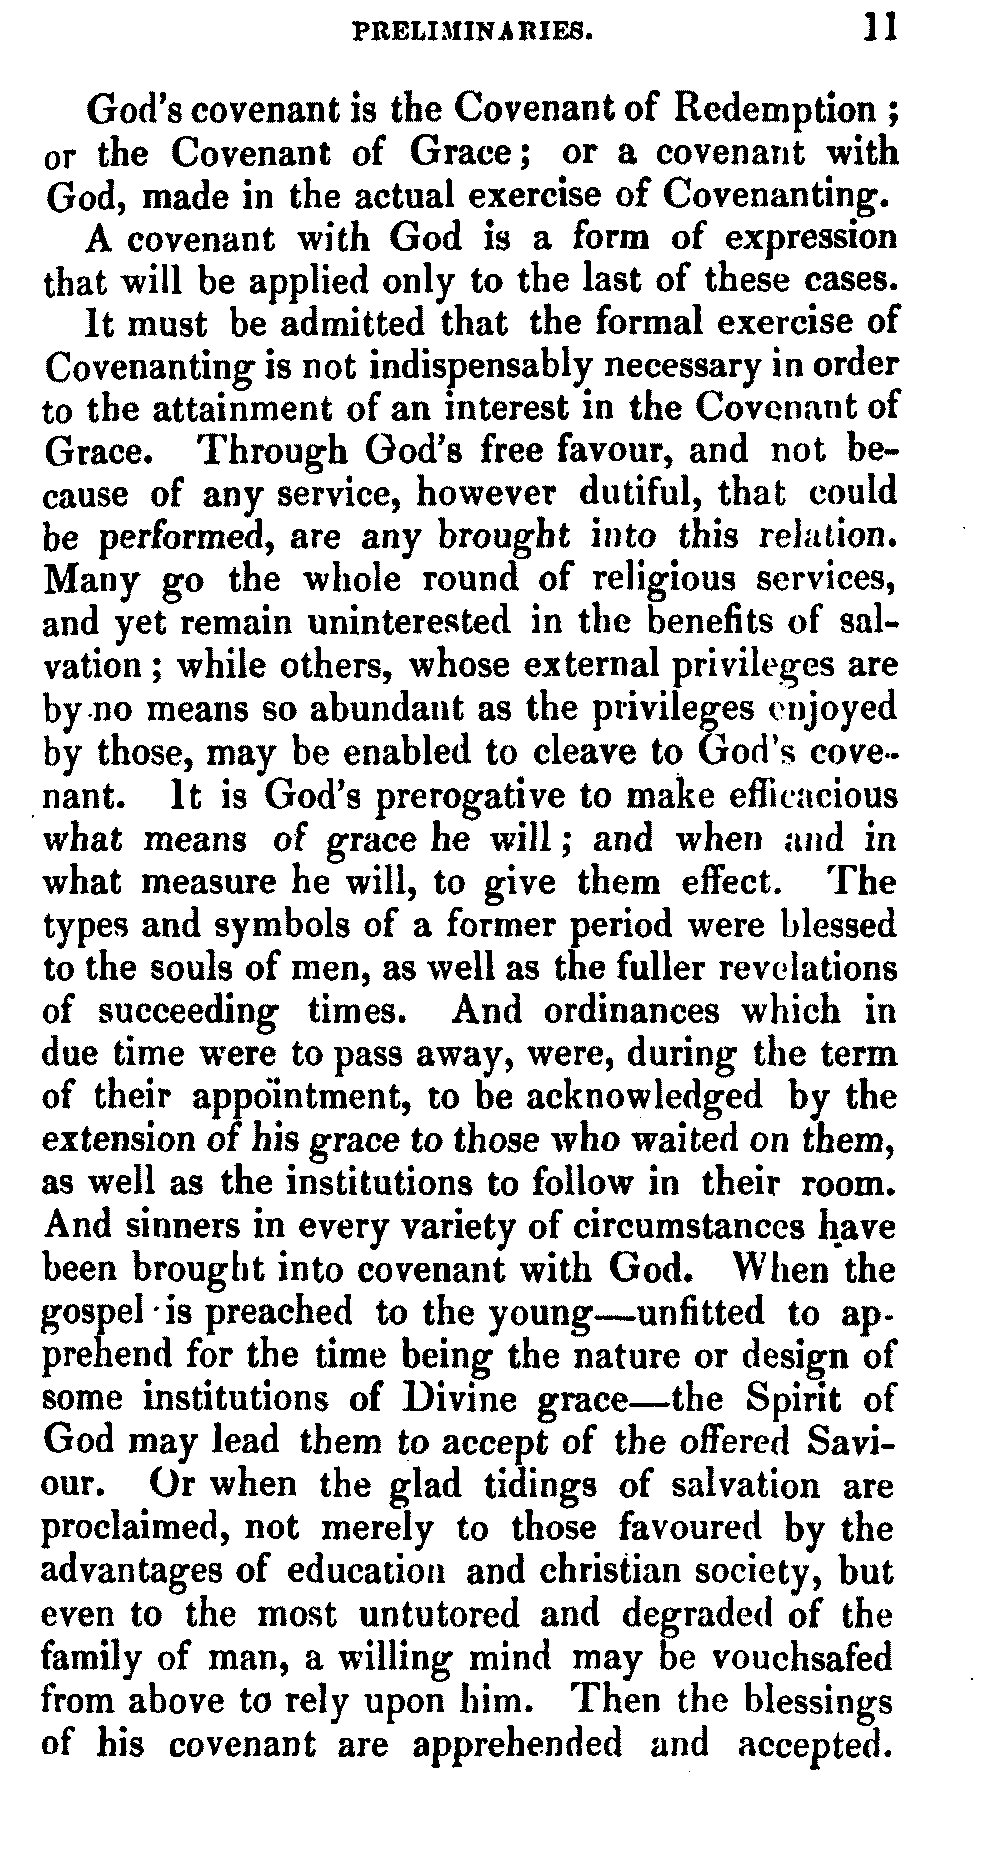 PRELIMINARIES. 11
God's covenant is the Covenant of Redemption ;
or the Covenant of Grace; or a covenant with
God, made in the actual exercise of Covenanting.
A covenant with God is a form of expression
that will be applied only to the last of these cases.
It must be admitted that the formal exercise of
Covenanting is not indispensably necessary in order
to the attainment of an interest in the Covenant of
Grace. Through God's free favour, and not be-
cause of any service, however dutiful, that could
be performed, are any brought into this relation.
Many go the whole round of religious services,
and yet remain uninterested in the benefits of sal-
vation ; while others, whose external privileges are
by no means so abundant as the privileges enjoyed
by those, may be enabled to cleave to God's cove-
nant. It is God's prerogative to make efficacious
what means of grace he will ; and when and in
what measure he will, to give them effect. The
types and symbols of a former period were blessed
to the souls of men, as well as the fuller revelations
of succeeding times. And ordinances which in
due time were to pass away, were, during the term
of their appointment, to be acknowledged by the
extension of his grace to those who waited on them,
as well as the institutions to follow in their room.
And sinners in every variety of circumstances have
been brought into covenant with God. When the
gospel is preached to the young—unfitted to ap-
prehend for the time being the nature or design of
some institutions of Divine grace—the Spirit of
God may lead them to accept of the offered Savi-
our. Or when the glad tidings of salvation are
proclaimed, not merely to those favoured by the
advantages of education and christian society, but
even to the most untutored and degraded of the
family of man, a willing mind may be vouchsafed
from above to rely upon him. Then the blessings
of his covenant are apprehended and accepted.